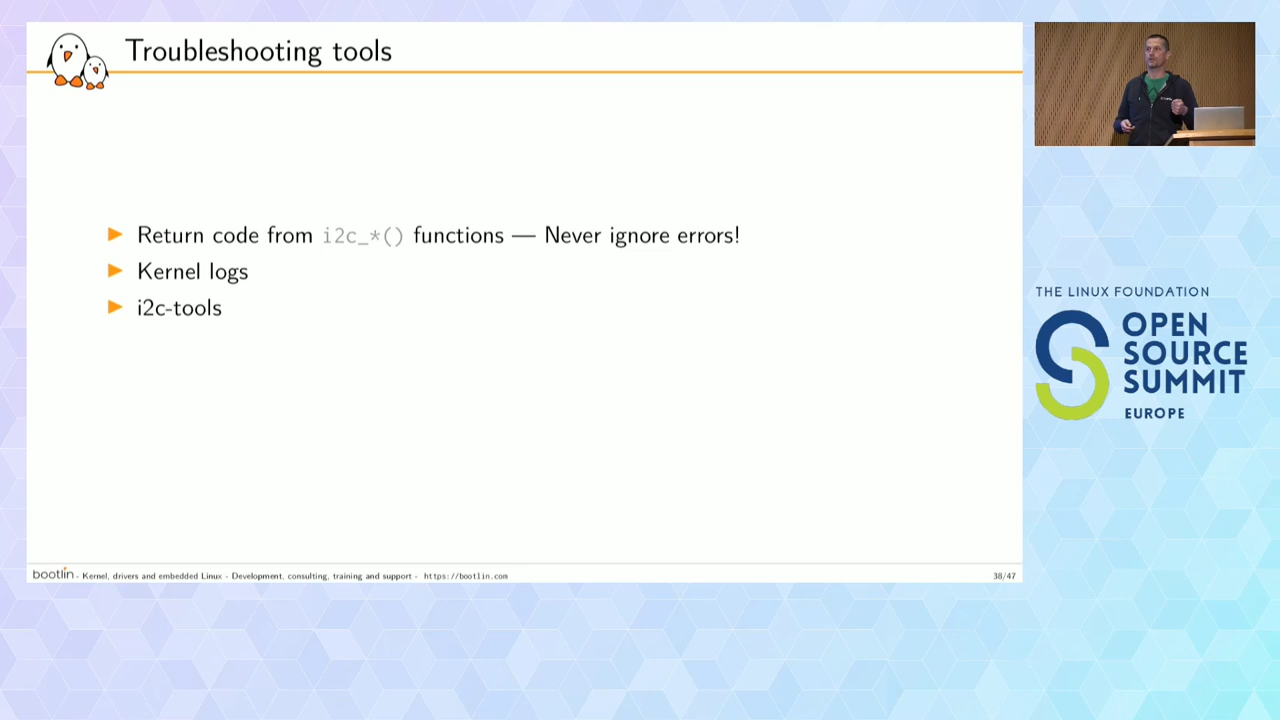 Troubleshooting tools
Return code from i2c_*() functions — Never ignore errors!
Kernel logs
i2c-tools
bootlin - Kernel, drivers and embedded Linux - Development, consulting, training and support - https://bootlin.com
38/47
THE LINUX FOUNDATION
OPEN
SOURCE
SUMMIT
EUROPE